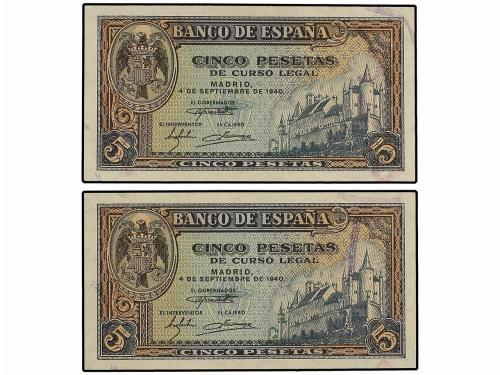 BANCO DE ESPAÑA
CINCO PESETAS
DE CURSO LEGAL
MADRID,
4 DE SEPTIEMBRE DE 1940.
EL GOBERNADOR
EL INTERVENTOR EL CAJERO
5 5
CINCO PESETAS
BANCO DE ESPAÑA
CINCO PESETAS
DE CURSO LEGAL
MADRID,
4 DE SEPTIEMBRE DE 1940.
EL GOBERNADOR
EL INTERVENTOR EL CAJERO
5 5
CINCO PESETAS